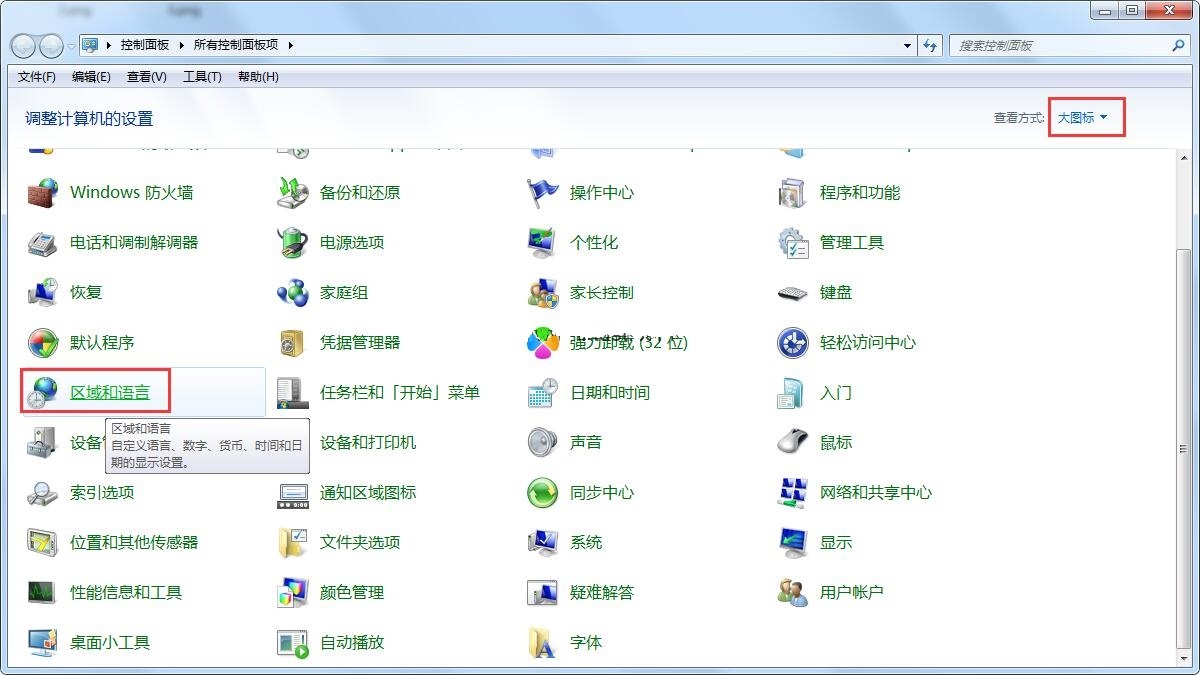 控制面板 ▸ 所有控制面板项 ▸
搜索控制面板
文件(F) 编辑(E) 查看(V) 工具(T) 帮助(H)
调整计算机的设置
查看方式: 大图标
Windows 防火墙 备份和还原 操作中心 程序和功能
电话和调制解调器 电源选项 个性化 管理工具
恢复 家庭组 家长控制 键盘
默认程序 凭据管理器 强力卸载 (32 位) 轻松访问中心
区域和语言 任务栏和「开始」菜单 日期和时间 入门
设备 设备和打印机 声音 鼠标
区域和语言
自定义语言、数字、货币、时间和日
期的显示设置。
索引选项 通知区域图标 同步中心 网络和共享中心
位置和其他传感器 文件夹选项 系统 显示
性能信息和工具 颜色管理 疑难解答 用户帐户
桌面小工具 自动播放 字体